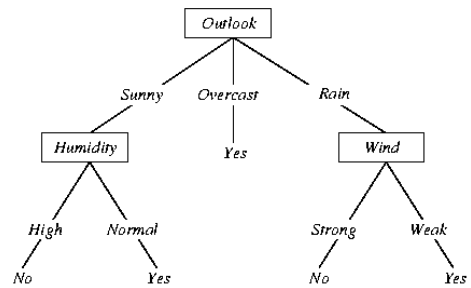 Outlook
Sunny Overcast Rain
Humidity Yes Wind
High Normal Strong Weak
No Yes No Yes